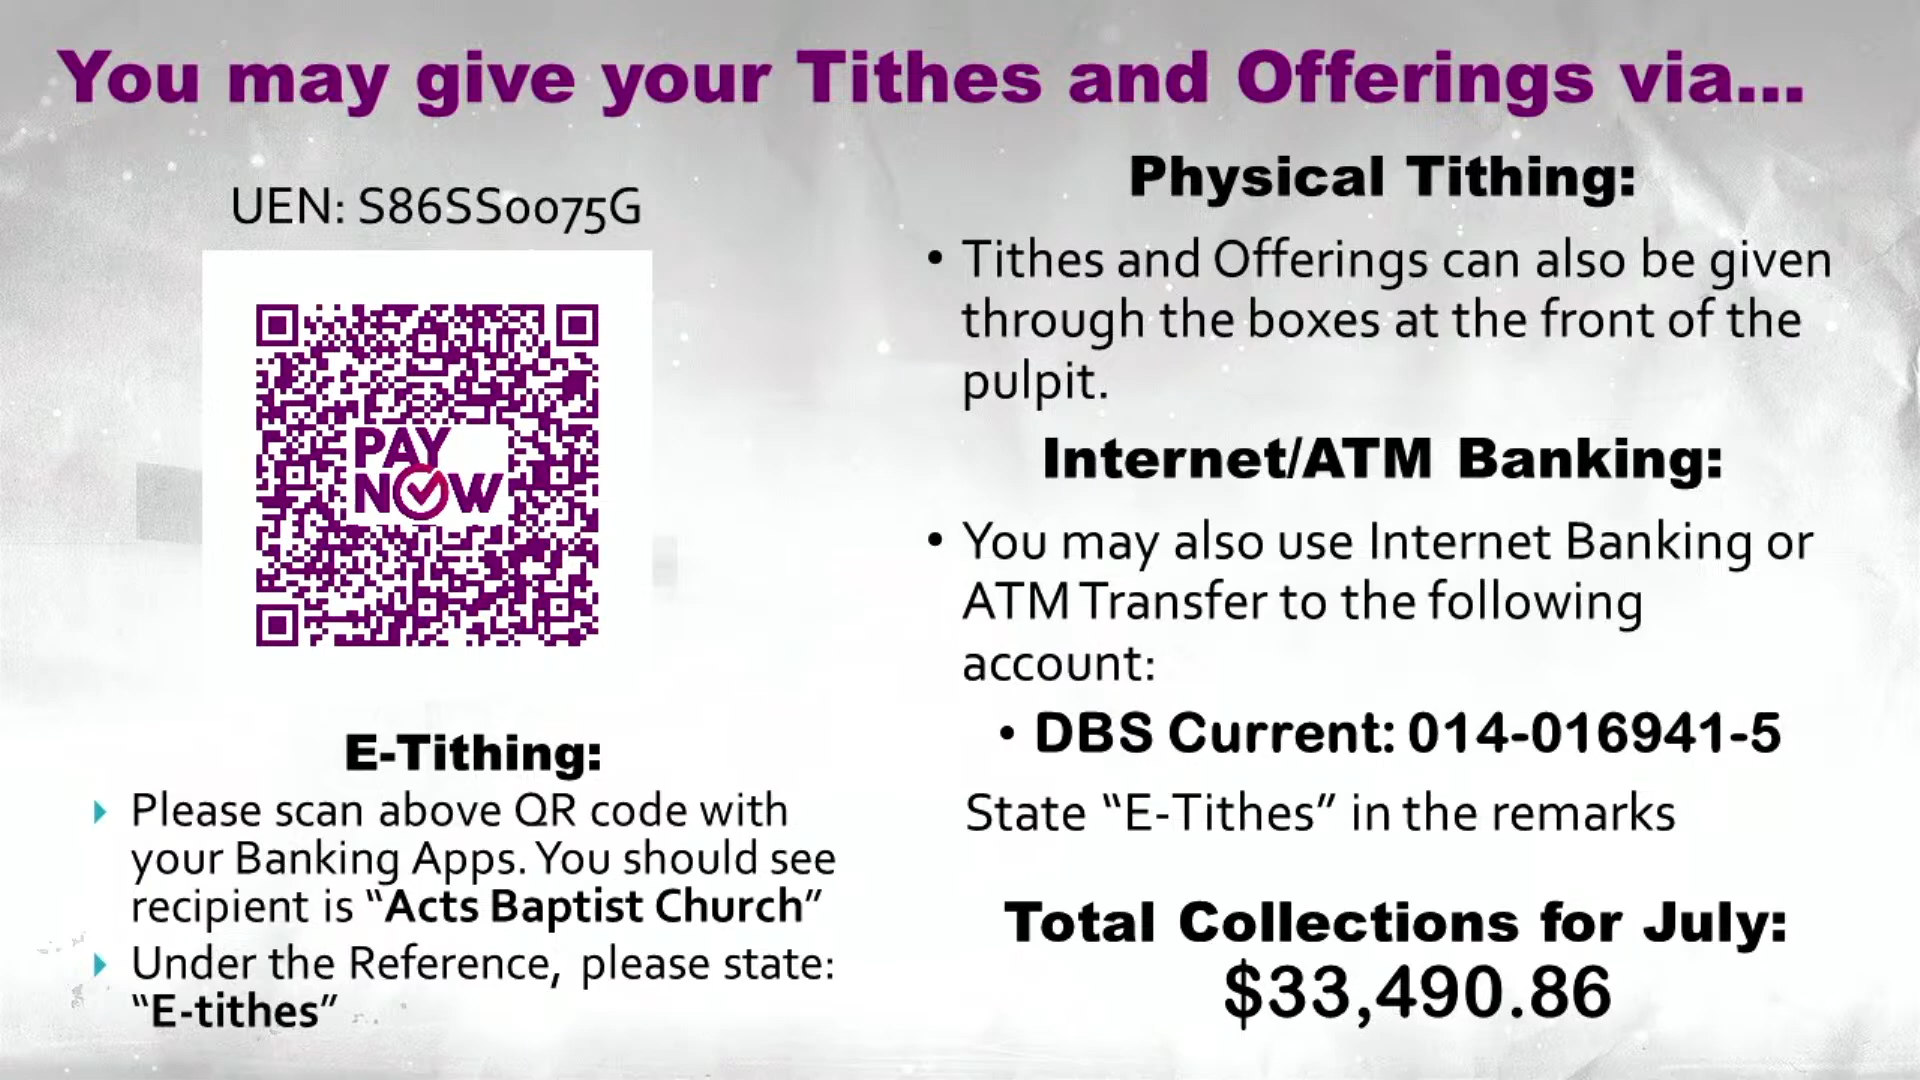 You may give your Tithes and Offerings via...
UEN: S86SS0075G
PAY
NOW
E-Tithing:
Please scan above QR code with
your Banking Apps. You should see
recipient is “Acts Baptist Church”
Under the Reference, please state:
“E-tithes”
Physical Tithing:
• Tithes and Offerings can also be given
through the boxes at the front of the
pulpit.
Internet/ATM Banking:
• You may also use Internet Banking or
ATM Transfer to the following
account:
• DBS Current: 014-016941-5
State “E-Tithes” in the remarks
Total Collections for July:
$33,490.86